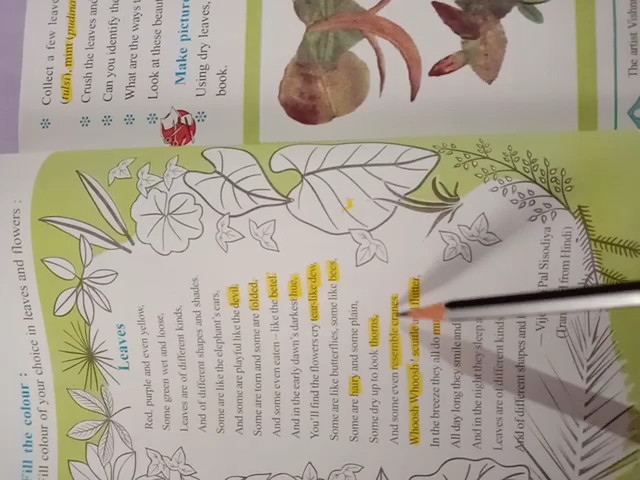 Collect a few leave
(tulsi), mint (pudina
Crush the leaves and
Can you identify the
What are the ways t
Look at these beaut
Make picture
Using dry leaves,
book.
The artist Vishnu
Fill the colour :
Fill colour of your choice in leaves and flowers :
Leaves
Red, purple and even yellow,
Some green wet and loose,
Leaves are of different kinds,
And of different shapes and shades.
Some are like the elephant's ears,
And some are playful like the devil.
Some are torn and some are folded,
And some even eaten – like the betel!
And in the early dawn's darkest hue,
You'll find the flowers cry tear-like dew.
Some are like butterflies, some like bees,
Some are hairy and some plain,
Some dry up to look thorns,
And some even resemble cranes.
Whoosh Whoosh! scuttle flutter,
In the breeze they all do
All day long they smile and
And in the night they sleep
Leaves are of different kinds
And of different shapes and
Pal Sisodiya
from Hindi)